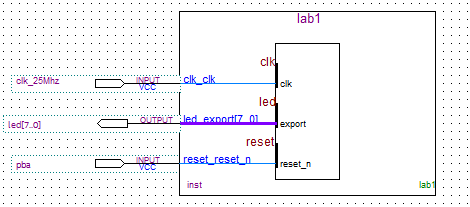 lab1
clk
clk_25Mhz INPUT VCC clk_clk clk
led
led[7..0] OUTPUT led_export[7..0] export
reset
pba INPUT VCC reset_reset_n reset_n
inst lab1